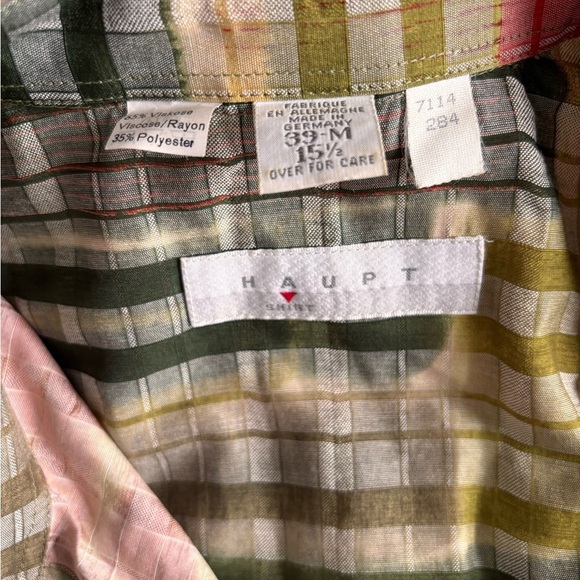 65% Viskose
Viscose/Rayon
35% Polyester
FABRIQUE
EN ALLEMAGNE
MADE IN
GERMANY
39-M
15½
OVER FOR CARE
7114
284
HAUPT
SHIRT